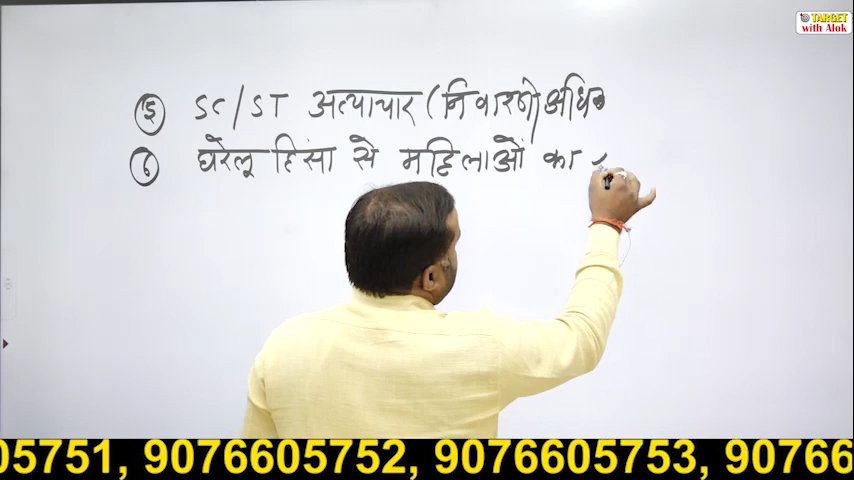 TARGET
with Alok
5 SC/ST अत्याचार (निवारण) अधि॰
6 घरेलू हिंसा से महिलाओं का
05751, 9076605752, 9076605753, 90766